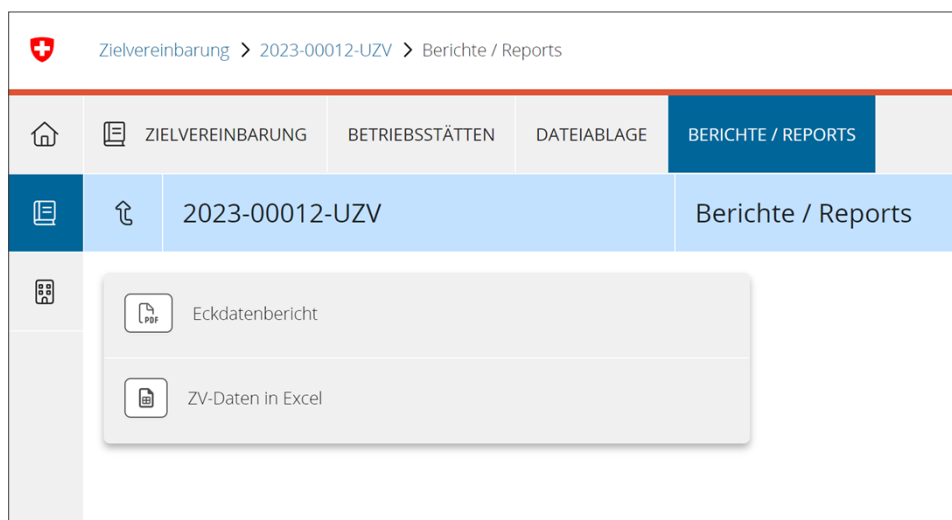 Zielvereinbarung > 2023-00012-UZV > Berichte / Reports
ZIELVEREINBARUNG BETRIEBSSTÄTTEN DATEIABLAGE BERICHTE / REPORTS
2023-00012-UZV Berichte / Reports
PDF Eckdatenbericht
ZV-Daten in Excel